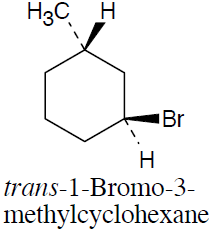 H₃C H
Br
H
trans-1-Bromo-3-
methylcyclohexane